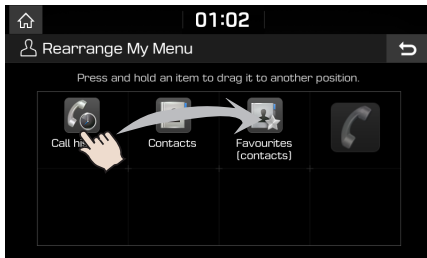 01:02
Rearrange My Menu
Press and hold an item to drag it to another position.
Call Contacts Favourites
(contacts)